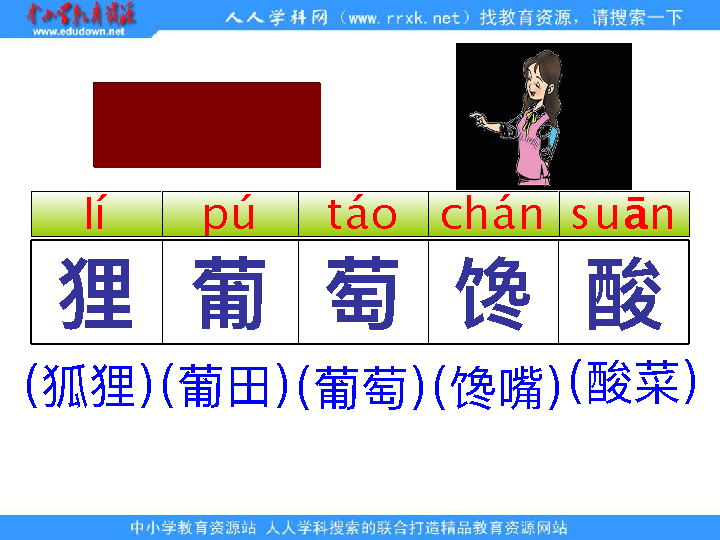 中小学教育资源
www.edudown.net
人人学科网（www.rrxk.net）找教育资源，请搜索一下
lí pú táo chán suān
狸 葡 萄 馋 酸
(狐狸)(葡田)(葡萄)(馋嘴)(酸菜)
中小学教育资源站 人人学科搜索的联合打造精品教育资源网站